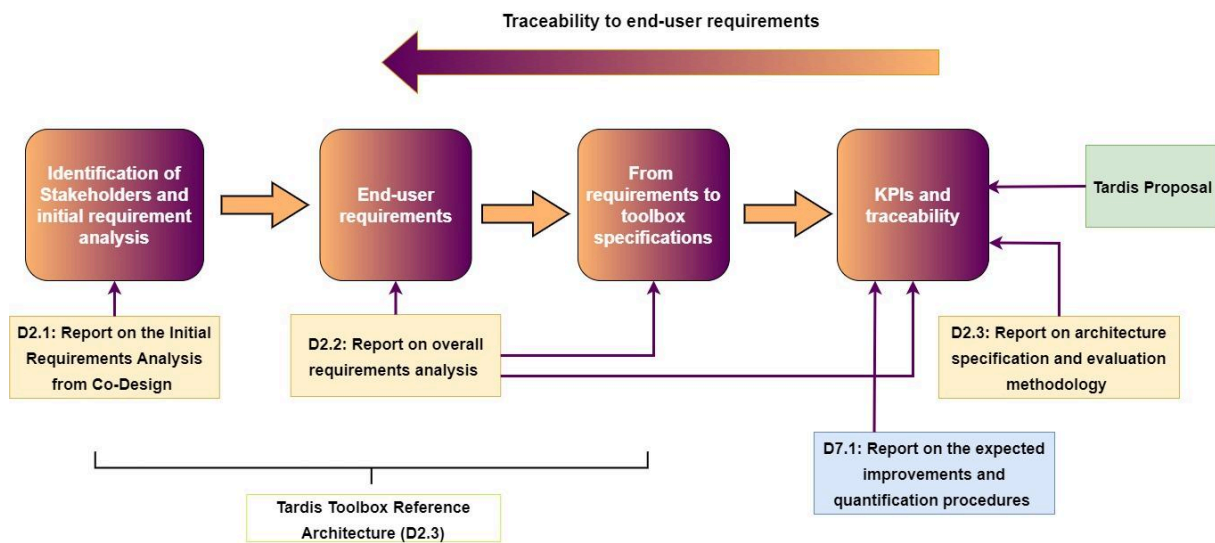 Traceability to end-user requirements
Identification of
Stakeholders and
initial requirement
analysis
End-user
requirements
From
requirements to
toolbox
specifications
KPIs and
traceability
Tardis Proposal
D2.1: Report on the Initial
Requirements Analysis
from Co-Design
D2.2: Report on overall
requirements analysis
D2.3: Report on architecture
specification and evaluation
methodology
D7.1: Report on the expected
improvements and
quantification procedures
Tardis Toolbox Reference
Architecture (D2.3)